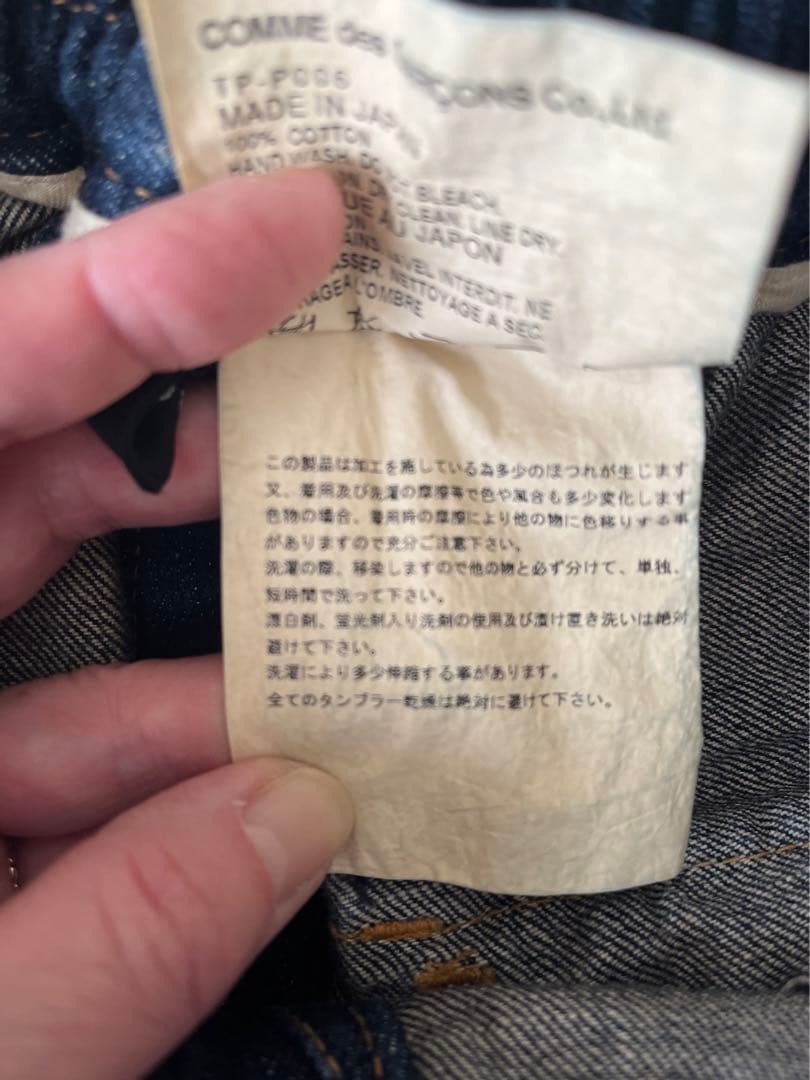 COMME des GARÇONS Co.,Ltd
TP-P006
MADE IN JAPAN
100% COTTON
HAND WASH, DO
BLEACH,
CLEAN, LINE DRY.
AU JAPON
LAVEL INTERDIT. NE
NETTOYAGE A SEC,
A L'OMBRE
この製品は加工を施している為多少のほつれが生じます
又、着用及び洗濯の摩擦等で色や風合も多少変化します
色物の場合、着用時の摩擦により他の物に色移りする事
がありますので充分ご注意下さい。
洗濯の際、移染しますので他の物と必ず分けて、単独、
短時間で洗って下さい。
漂白剤、蛍光剤入り洗剤の使用及び漬け置き洗いは絶対
避けて下さい。
洗濯により多少伸縮する事があります。
全てのタンブラー乾燥は絶対に避けて下さい。